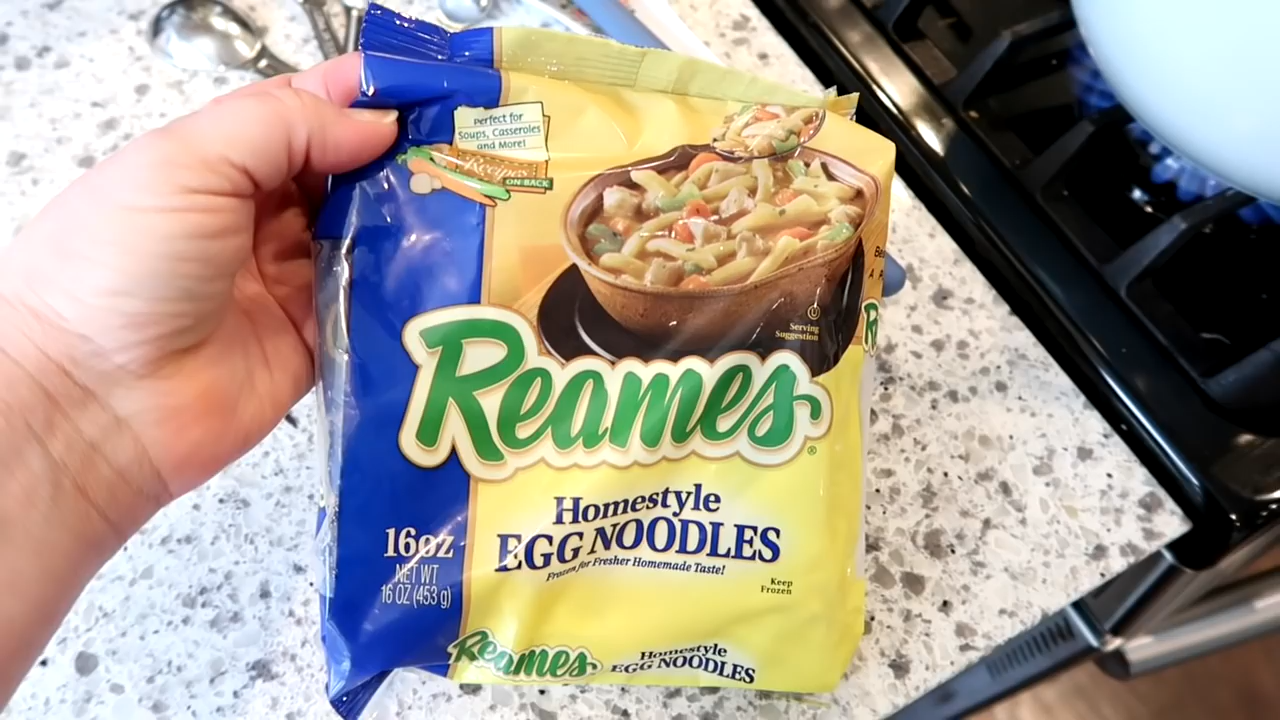 Perfect for
Soups, Casseroles
and More!
Recipes
ON BACK
Serving
Suggestion
Reames®
Homestyle
EGG NOODLES
Frozen for Fresher Homemade Taste!
16oz
NET WT
16 OZ (453 g)
Keep
Frozen
Reames
Homestyle
EGG NOODLES